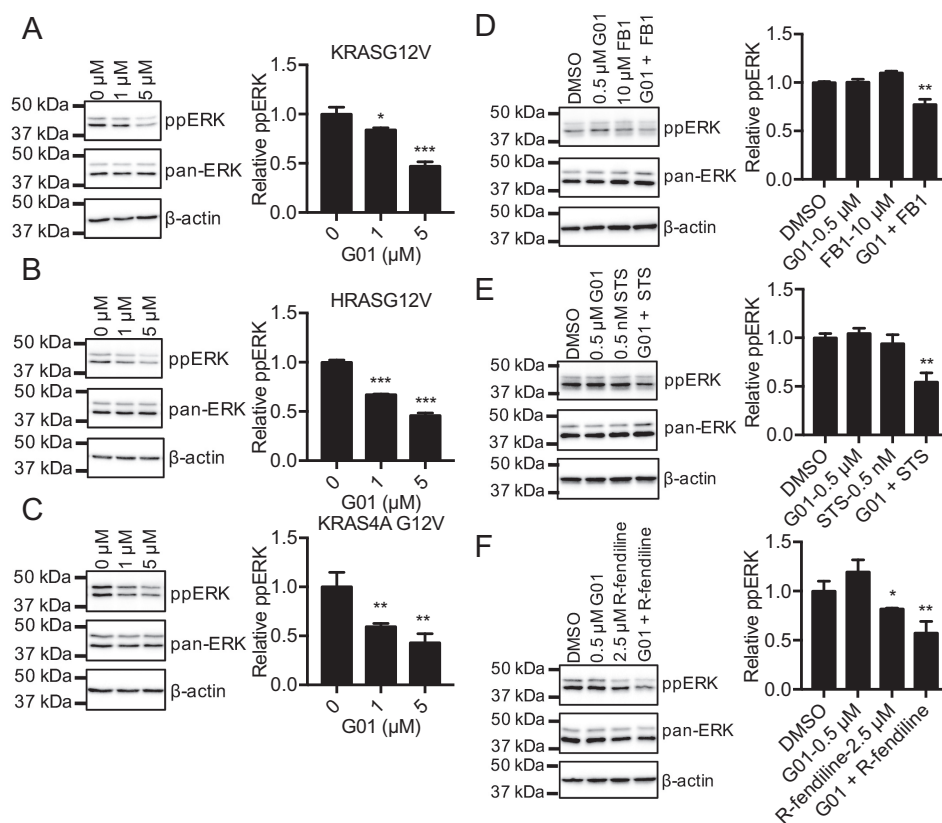 A
0 µM
1 µM
5 µM
50 kDa
37 kDa
ppERK
50 kDa
37 kDa
pan-ERK
50 kDa
37 kDa
β-actin
KRASG12V
Relative ppERK
1.5
1.0
0.5
0.0
*
***
0
1
5
G01 (µM)
B
0 µM
1 µM
5 µM
50 kDa
37 kDa
ppERK
50 kDa
37 kDa
pan-ERK
50 kDa
37 kDa
β-actin
HRASG12V
Relative ppERK
1.5
1.0
0.5
0.0
***
***
0
1
5
G01 (µM)
C
0 µM
1 µM
5 µM
50 kDa
37 kDa
ppERK
50 kDa
37 kDa
pan-ERK
50 kDa
37 kDa
β-actin
KRAS4A G12V
Relative ppERK
1.5
1.0
0.5
0.0
**
**
0
1
5
G01 (µM)
D
DMSO
0.5 µM G01
10 µM FB1
G01 + FB1
50 kDa
37 kDa
ppERK
50 kDa
37 kDa
pan-ERK
50 kDa
37 kDa
β-actin
Relative ppERK
1.5
1.0
0.5
0.0
**
DMSO
G01-0.5 µM
FB1-10 µM
G01 + FB1
E
DMSO
0.5 µM G01
0.5 nM STS
G01 + STS
50 kDa
37 kDa
ppERK
50 kDa
37 kDa
pan-ERK
50 kDa
37 kDa
β-actin
Relative ppERK
1.5
1.0
0.5
0.0
**
DMSO
G01-0.5 µM
STS-0.5 nM
G01 + STS
F
DMSO
0.5 µM G01
2.5 µM R-fendiline
G01 + R-fendiline
50 kDa
37 kDa
ppERK
50 kDa
37 kDa
pan-ERK
50 kDa
37 kDa
β-actin
Relative ppERK
1.5
1.0
0.5
0.0
*
**
DMSO
G01-0.5 µM
R-fendiline-2.5 µM
G01 + R-fendiline